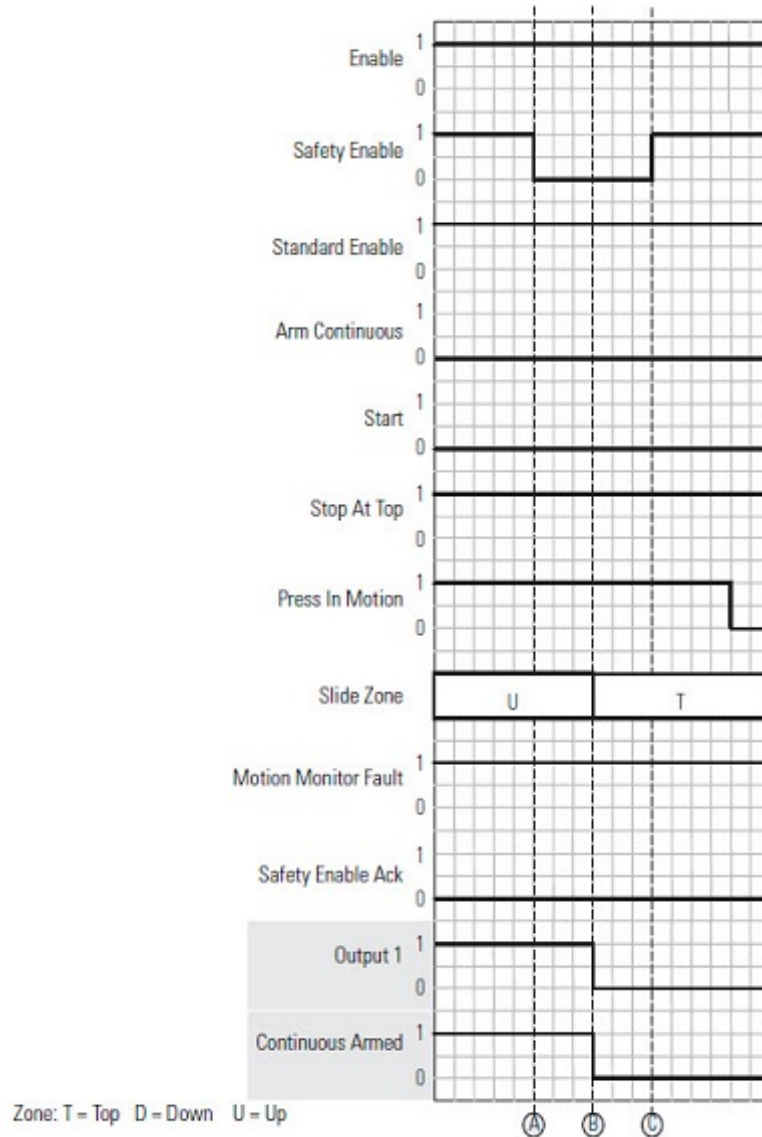 Enable 1
0
Safety Enable 1
0
Standard Enable 1
0
Arm Continuous 1
0
Start 1
0
Stop At Top 1
0
Press In Motion 1
0
Slide Zone U T
Motion Monitor Fault 1
0
Safety Enable Ack 1
0
Output 1 1
0
Continuous Armed 1
0
Zone: T = Top D = Down U = Up
A B C